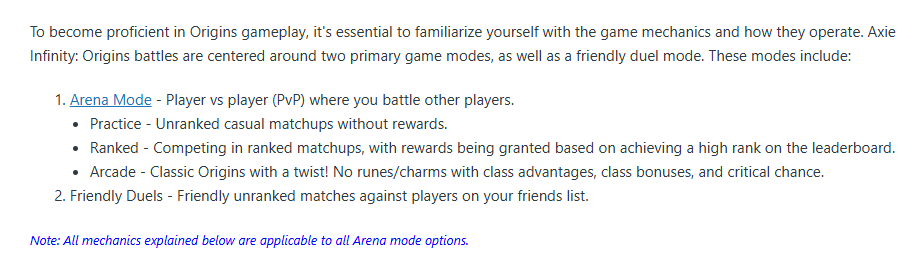 To become proficient in Origins gameplay, it's essential to familiarize yourself with the game mechanics and how they operate. Axie
Infinity: Origins battles are centered around two primary game modes, as well as a friendly duel mode. These modes include:
1. Arena Mode - Player vs player (PvP) where you battle other players.
• Practice - Unranked casual matchups without rewards.
• Ranked - Competing in ranked matchups, with rewards being granted based on achieving a high rank on the leaderboard.
• Arcade - Classic Origins with a twist! No runes/charms with class advantages, class bonuses, and critical chance.
2. Friendly Duels - Friendly unranked matches against players on your friends list.
Note: All mechanics explained below are applicable to all Arena mode options.